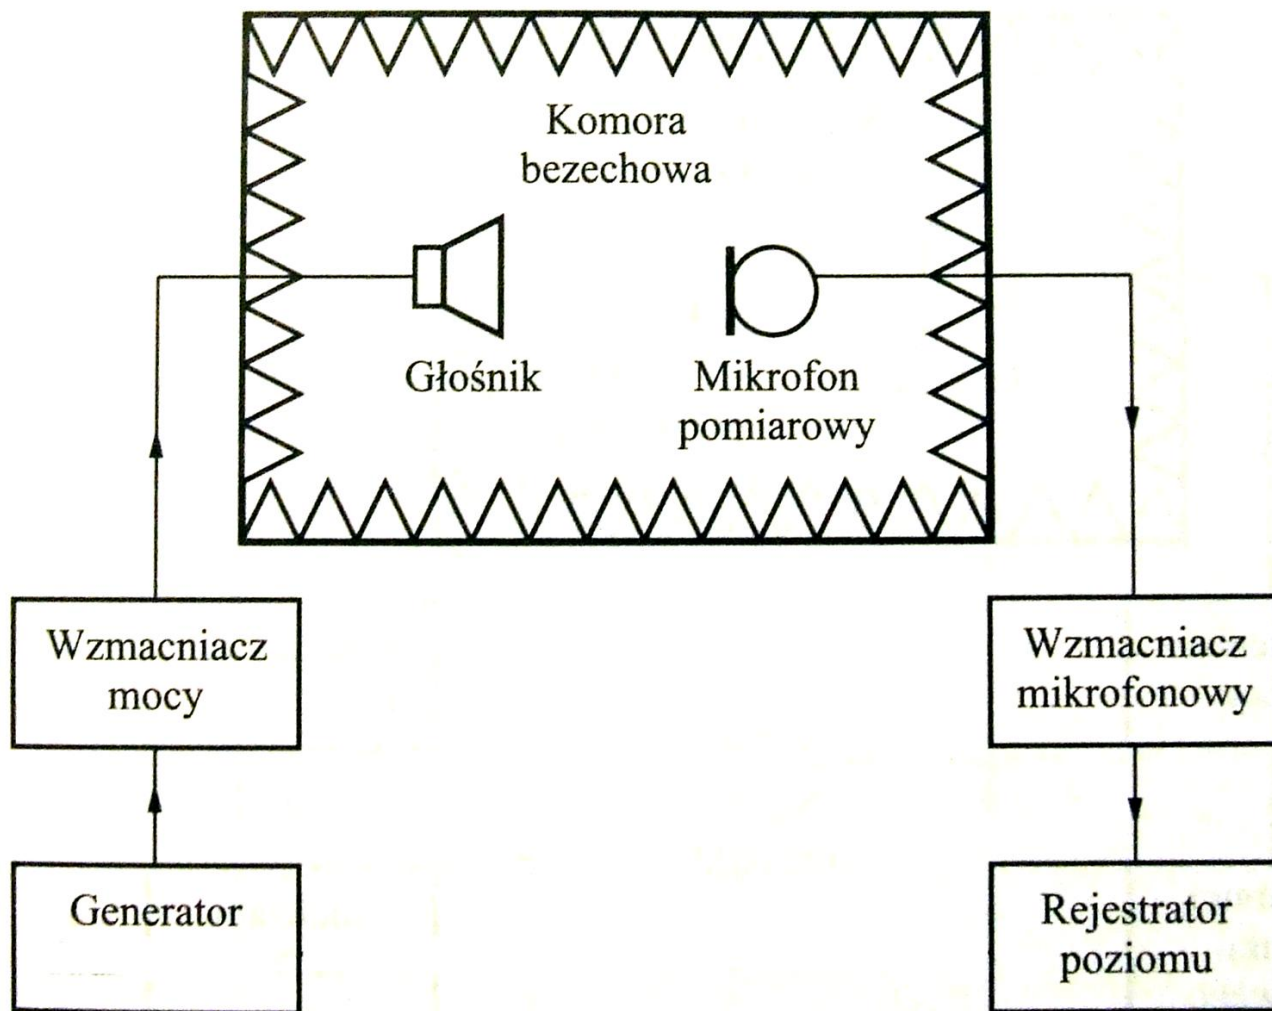 Komora
bezechowa
Głośnik
Mikrofon
pomiarowy
Wzmacniacz
mocy
Wzmacniacz
mikrofonowy
Generator
Rejestrator
poziomu